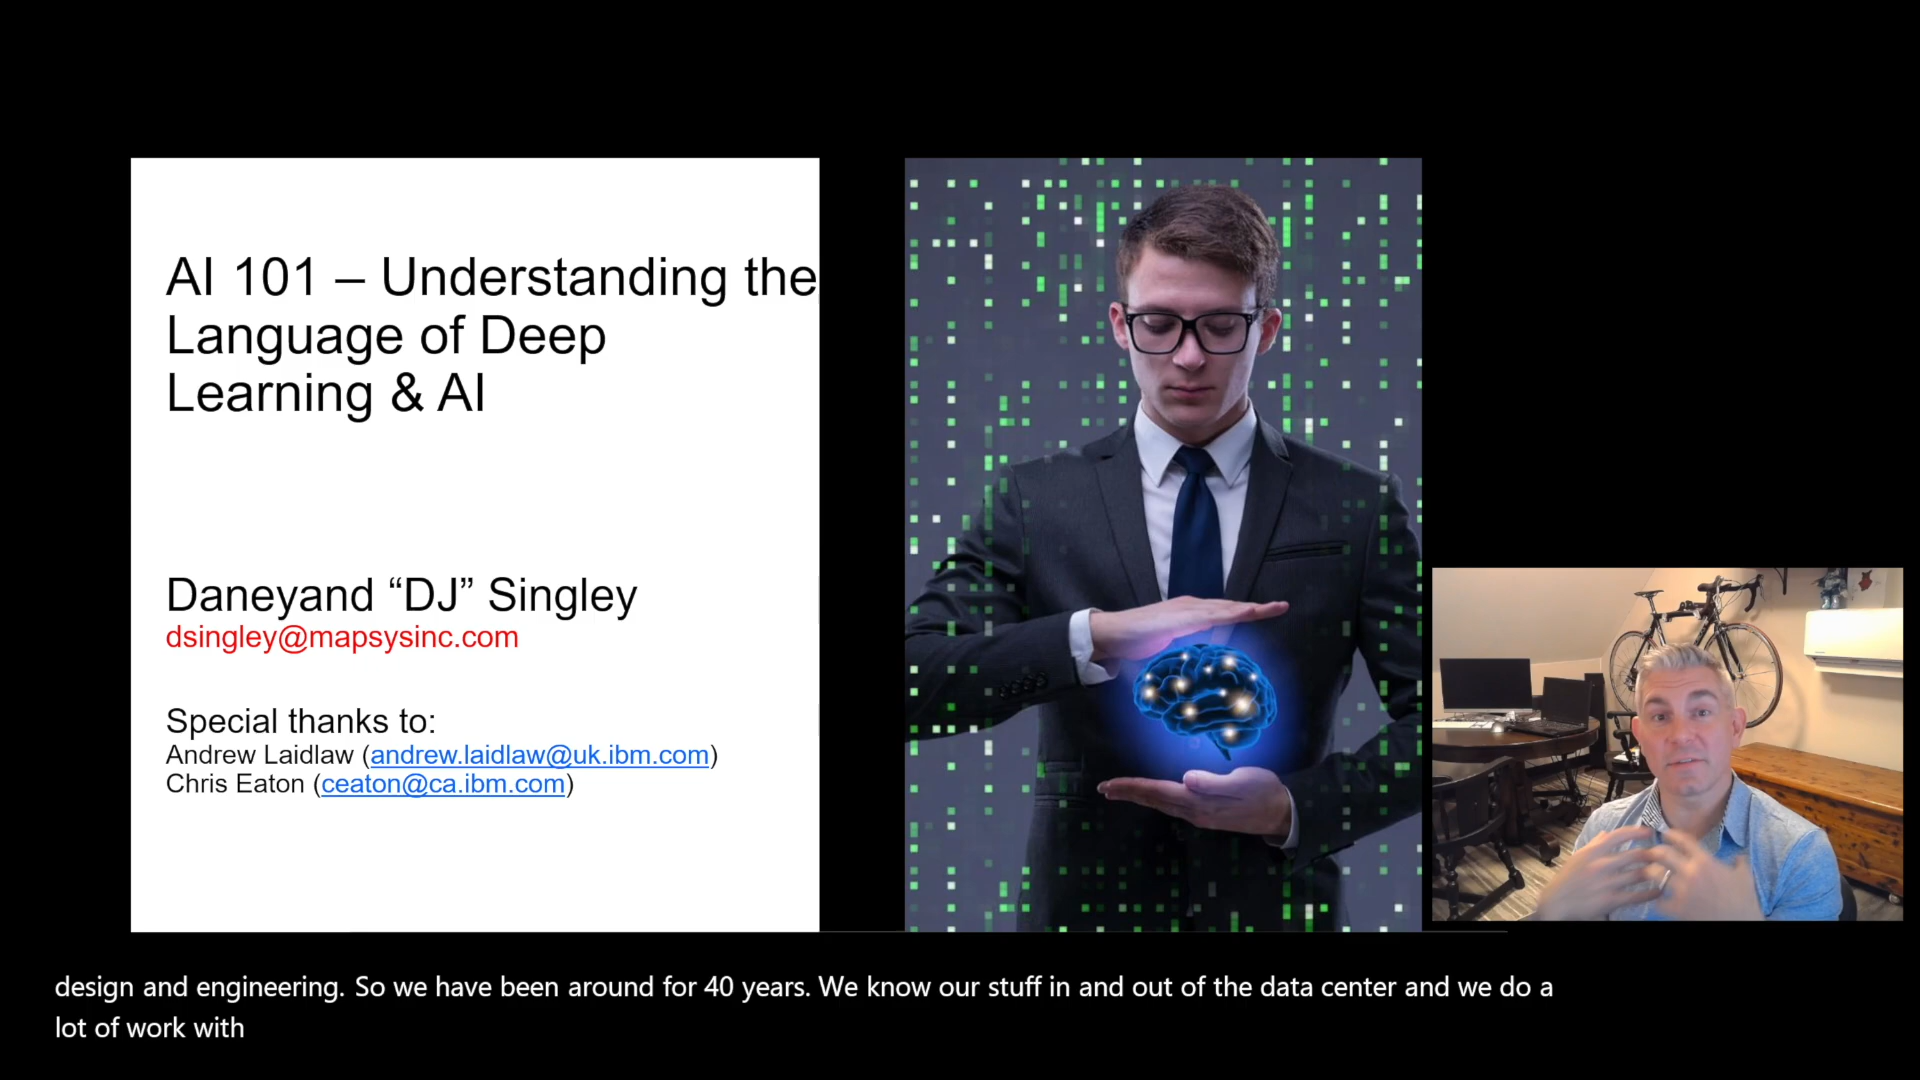 AI 101 – Understanding the
Language of Deep
Learning & AI
Daneyand “DJ” Singley
dsingley@mapsysinc.com
Special thanks to:
Andrew Laidlaw (andrew.laidlaw@uk.ibm.com)
Chris Eaton (ceaton@ca.ibm.com)
design and engineering. So we have been around for 40 years. We know our stuff in and out of the data center and we do a
lot of work with